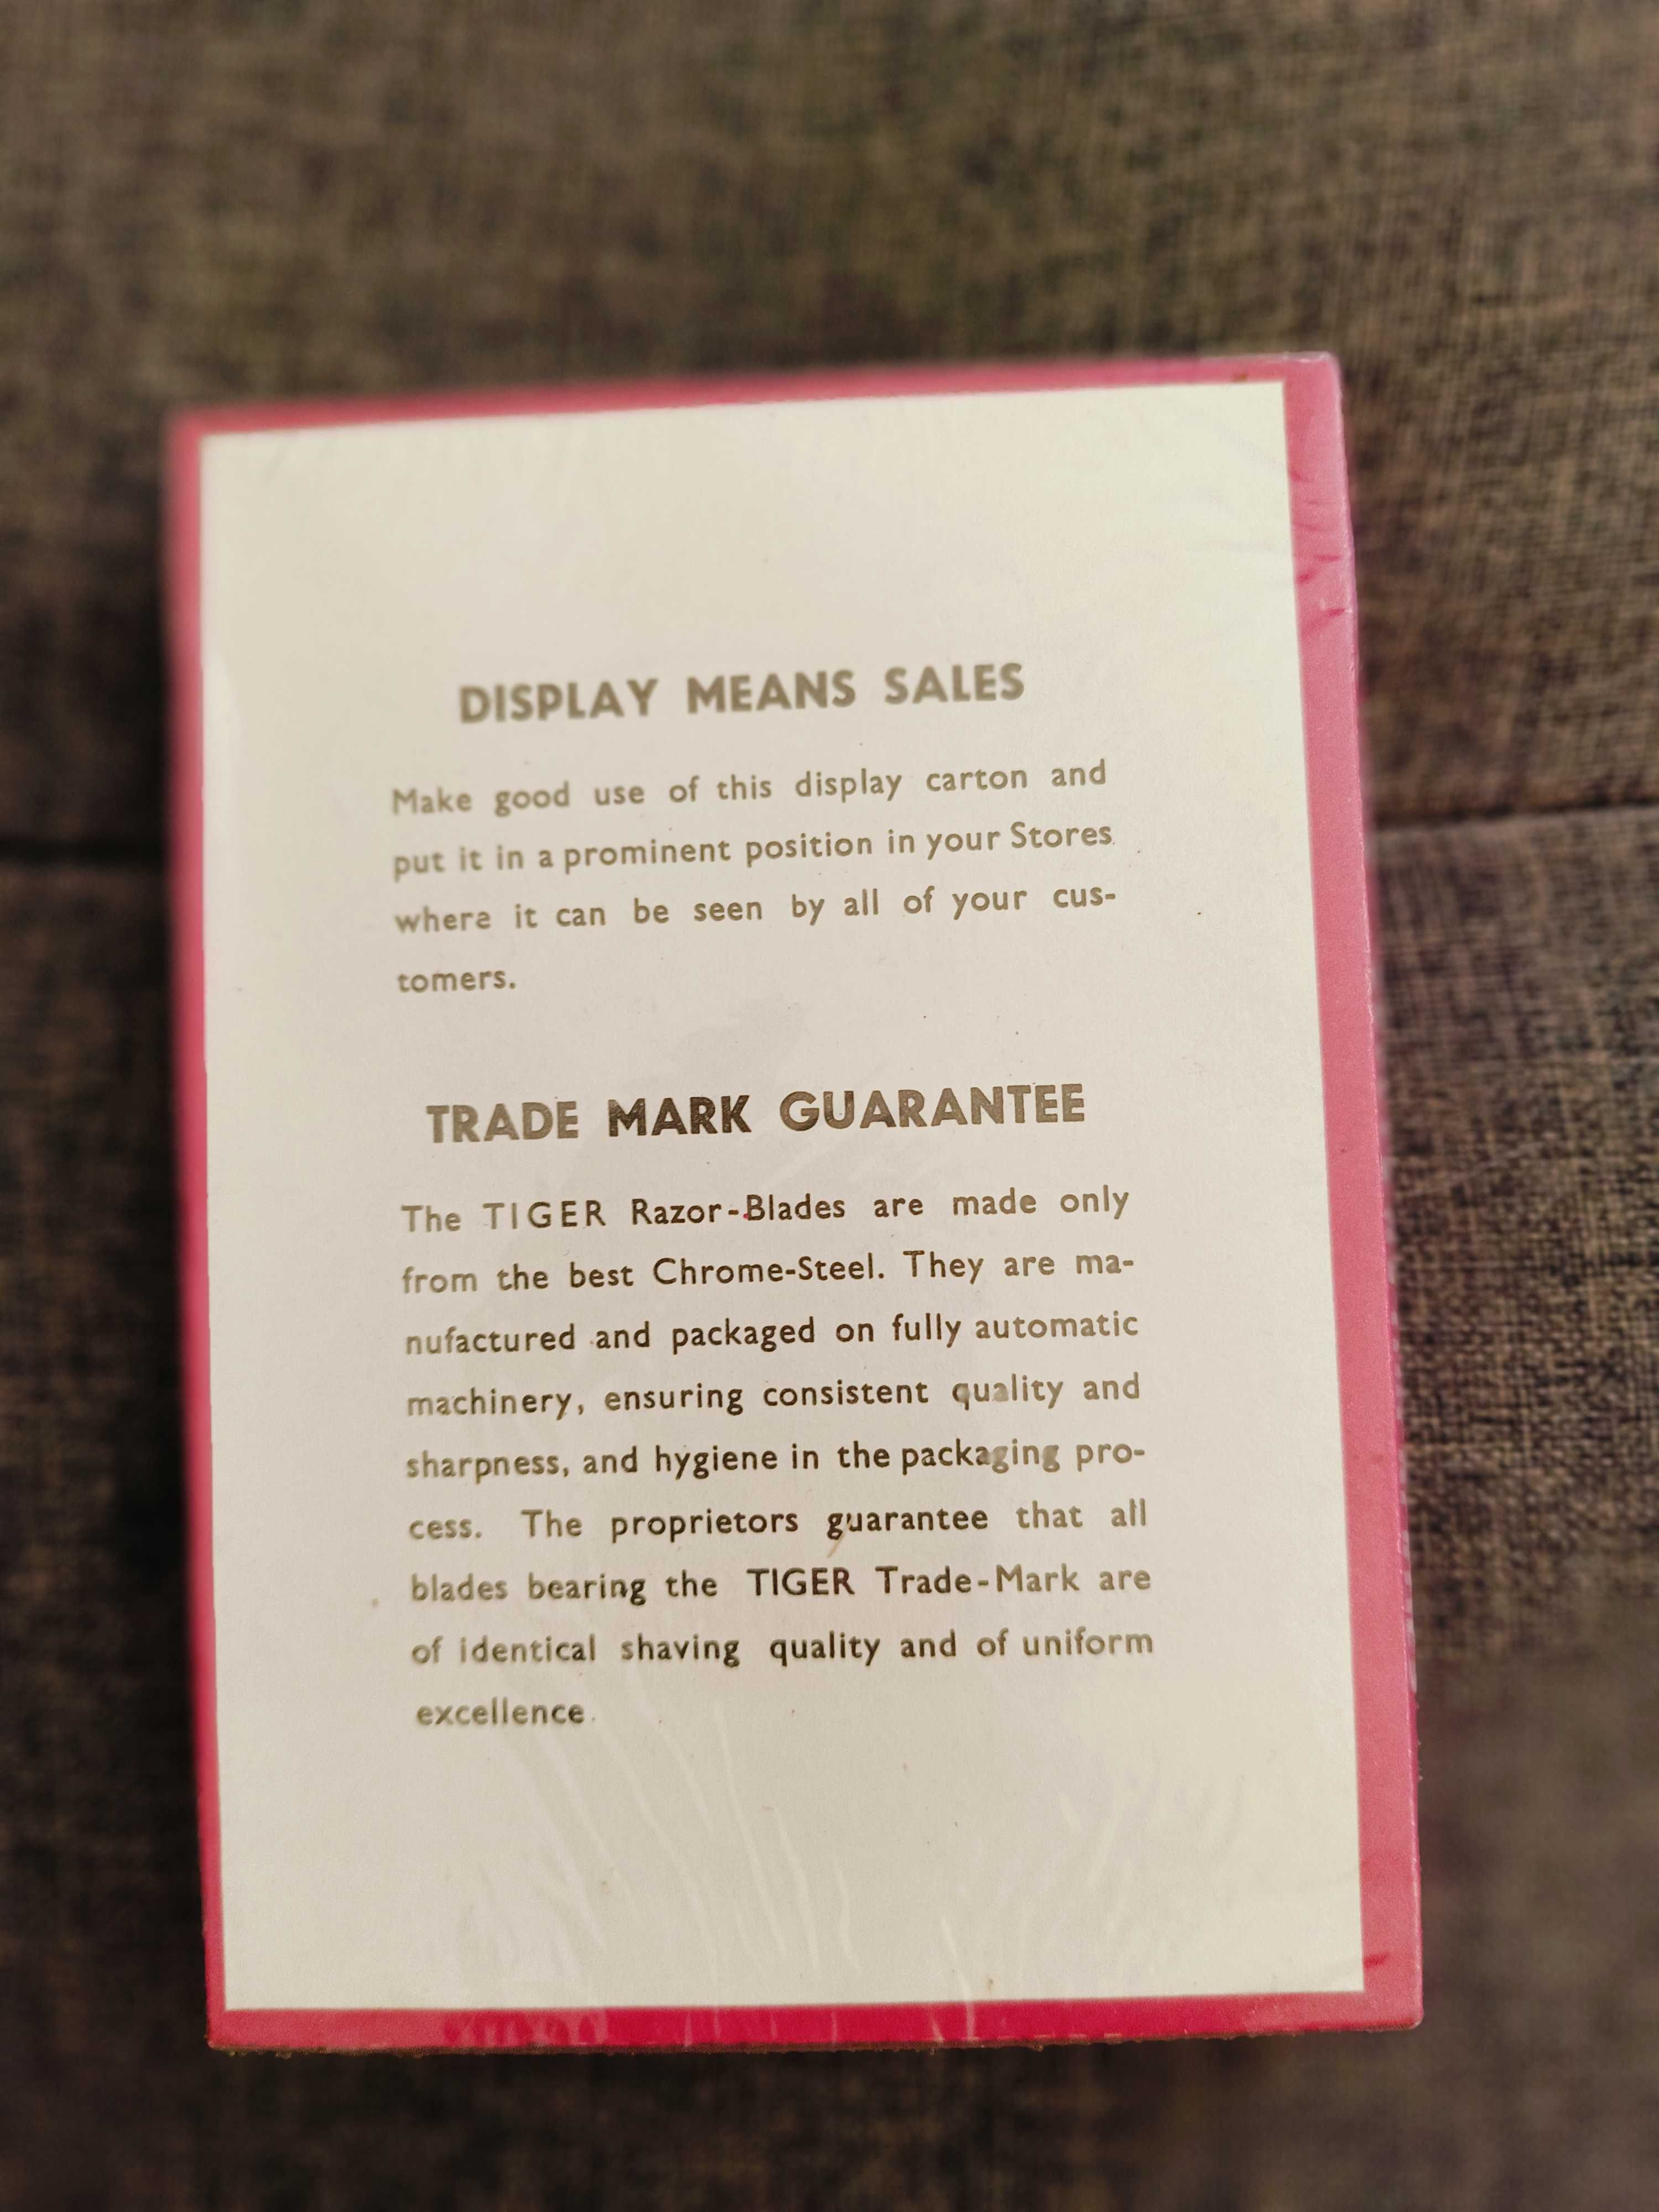 DISPLAY MEANS SALES
Make good use of this display carton and
put it in a prominent position in your Stores
where it can be seen by all of your cus-
tomers.
TRADE MARK GUARANTEE
The TIGER Razor-Blades are made only
from the best Chrome-Steel. They are ma-
nufactured and packaged on fully automatic
machinery, ensuring consistent quality and
sharpness, and hygiene in the packaging pro-
cess. The proprietors guarantee that all
blades bearing the TIGER Trade-Mark are
of identical shaving quality and of uniform
excellence.